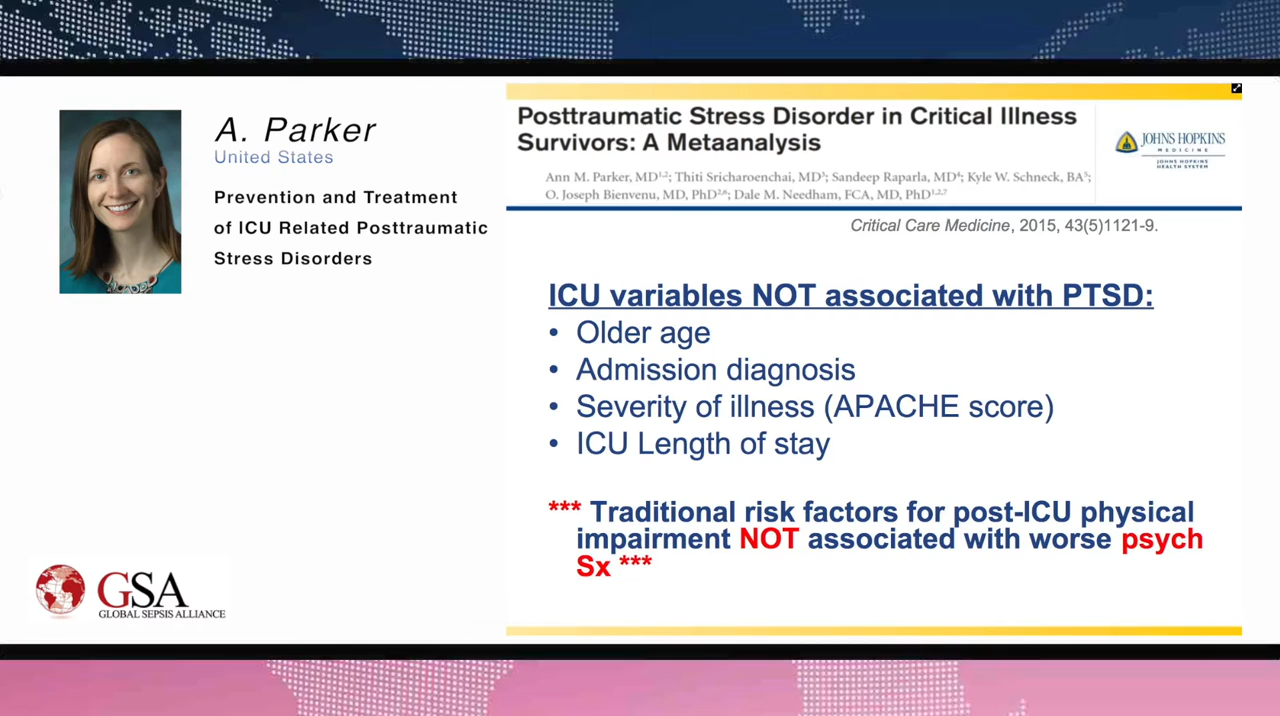 A. Parker
United States
Prevention and Treatment
of ICU Related Posttraumatic
Stress Disorders
GSA
GLOBAL SEPSIS ALLIANCE
Posttraumatic Stress Disorder in Critical Illness
Survivors: A Metaanalysis
Ann M. Parker, MD1,2; Thiti Sricharoenchai, MD3; Sandeep Raparla, MD4; Kyle W. Schneck, BA5;
O. Joseph Bienvenu, MD, PhD2,6; Dale M. Needham, FCA, MD, PhD1,2,7
JOHNS HOPKINS
MEDICINE
JOHNS HOPKINS
HEALTH SYSTEM
Critical Care Medicine, 2015, 43(5)1121-9.
ICU variables NOT associated with PTSD:
• Older age
• Admission diagnosis
• Severity of illness (APACHE score)
• ICU Length of stay
*** Traditional risk factors for post-ICU physical
impairment NOT associated with worse psych
Sx ***